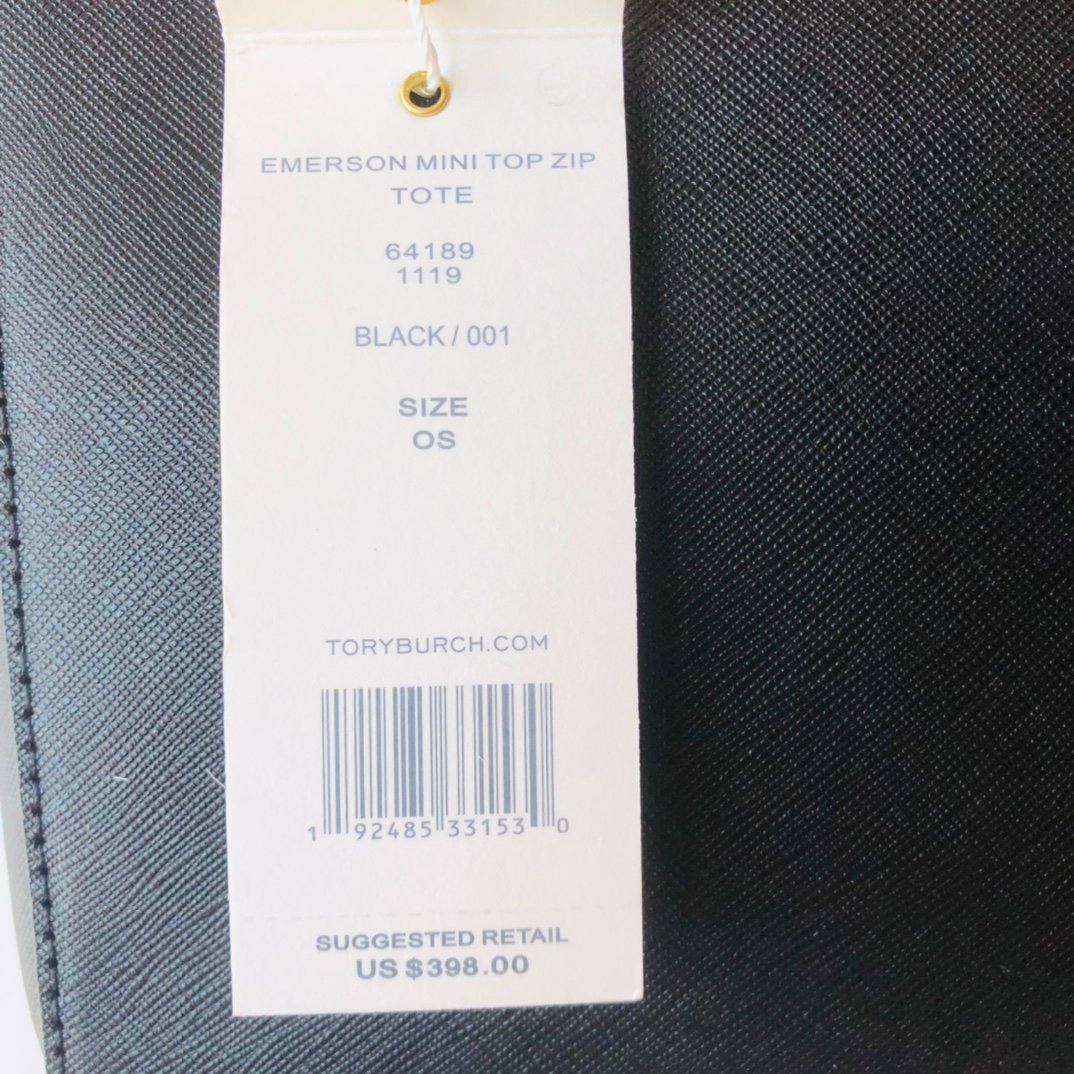 EMERSON MINI TOP ZIP
TOTE
64189
1119
BLACK / 001
SIZE
OS
TORYBURCH.COM
1 92485 33153 0
SUGGESTED RETAIL
US $398.00